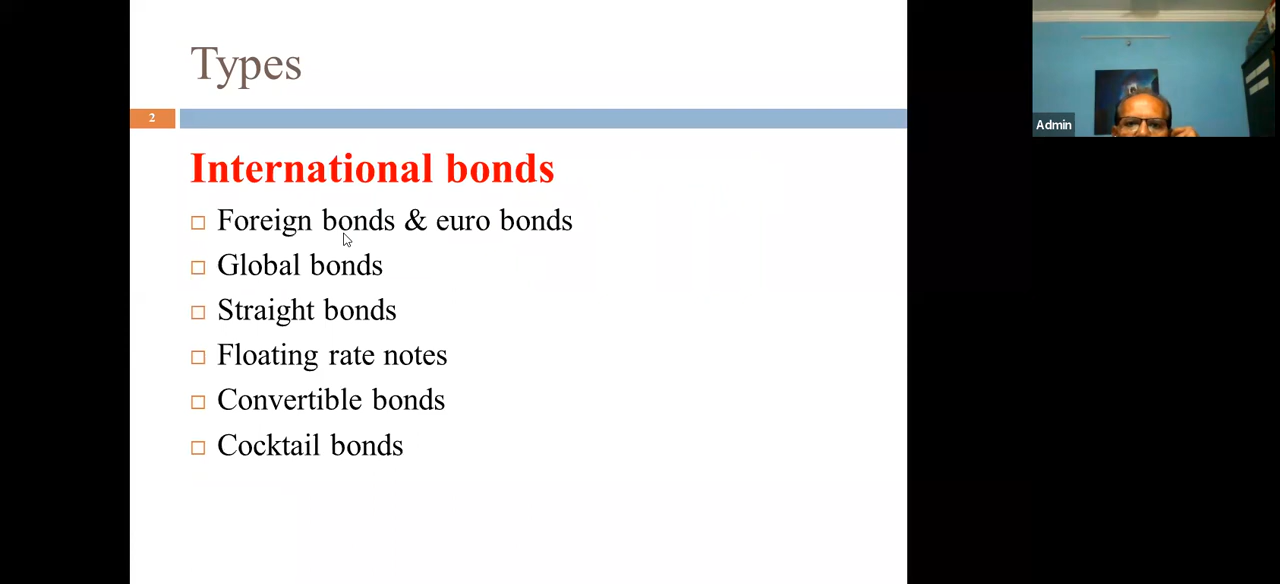 Types
2
International bonds
Foreign bonds & euro bonds
Global bonds
Straight bonds
Floating rate notes
Convertible bonds
Cocktail bonds
Admin